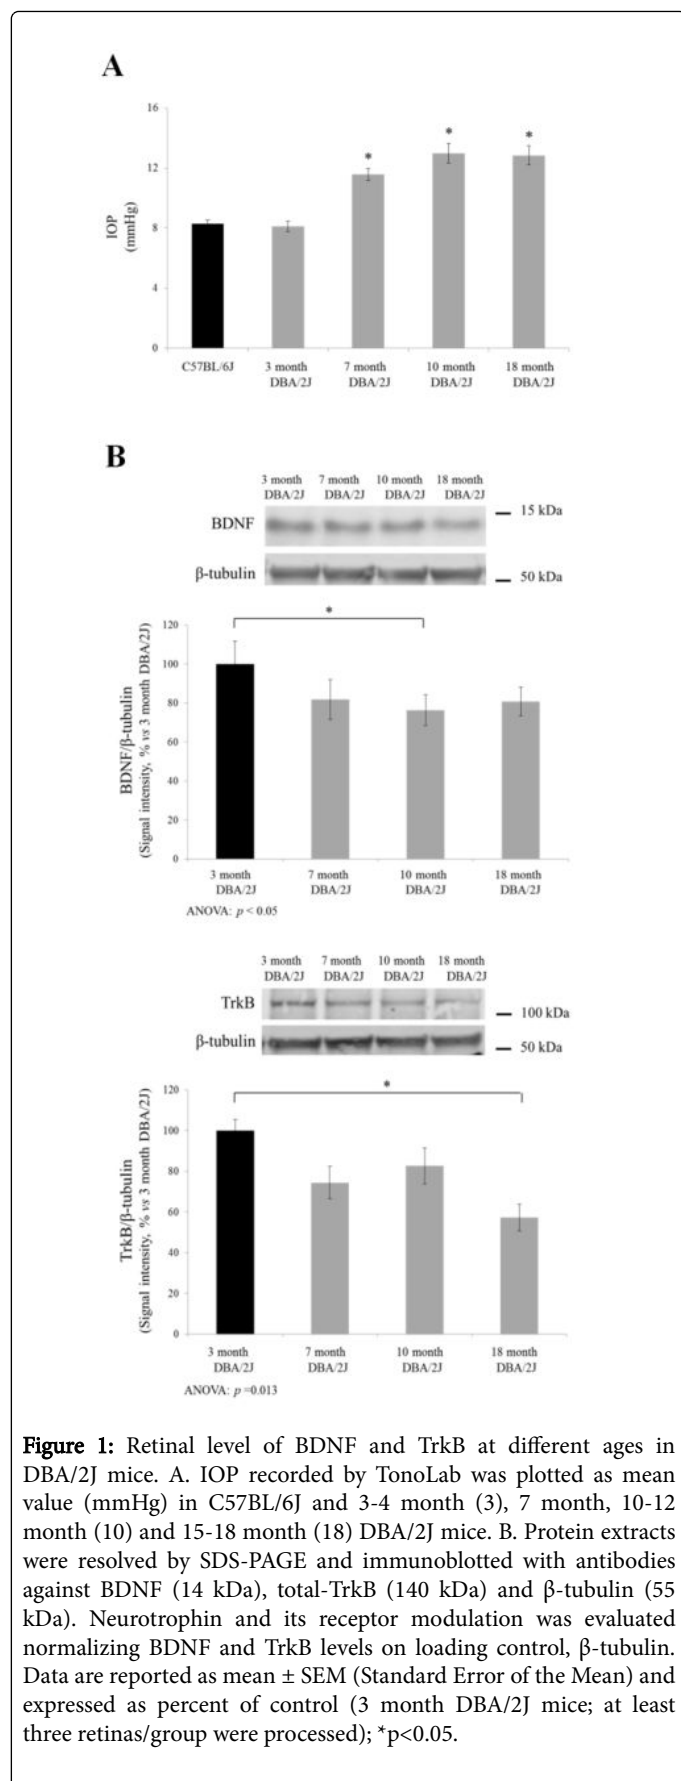 A
16
12
8
4
0
IOP
(mmHg)
*
*
*
C57BL/6J
3 month
DBA/2J
7 month
DBA/2J
10 month
DBA/2J
18 month
DBA/2J
B
3 month
DBA/2J
7 month
DBA/2J
10 month
DBA/2J
18 month
DBA/2J
BDNF
15 kDa
β-tubulin
50 kDa
*
120
100
80
60
40
20
0
BDNF/β-tubulin
(Signal intensity, % vs 3 month DBA/2J)
3 month
DBA/2J
7 month
DBA/2J
10 month
DBA/2J
18 month
DBA/2J
ANOVA: p < 0.05
3 month
DBA/2J
7 month
DBA/2J
10 month
DBA/2J
18 month
DBA/2J
TrkB
100 kDa
β-tubulin
50 kDa
*
120
100
80
60
40
20
0
TrkB/β-tubulin
(Signal intensity, % vs 3 month DBA/2J)
3 month
DBA/2J
7 month
DBA/2J
10 month
DBA/2J
18 month
DBA/2J
ANOVA: p =0.013
Figure 1: Retinal level of BDNF and TrkB at different ages in
DBA/2J mice. A. IOP recorded by TonoLab was plotted as mean
value (mmHg) in C57BL/6J and 3-4 month (3), 7 month, 10-12
month (10) and 15-18 month (18) DBA/2J mice. B. Protein extracts
were resolved by SDS-PAGE and immunoblotted with antibodies
against BDNF (14 kDa), total-TrkB (140 kDa) and β-tubulin (55
kDa). Neurotrophin and its receptor modulation was evaluated
normalizing BDNF and TrkB levels on loading control, β-tubulin.
Data are reported as mean ± SEM (Standard Error of the Mean) and
expressed as percent of control (3 month DBA/2J mice; at least
three retinas/group were processed); *p<0.05.